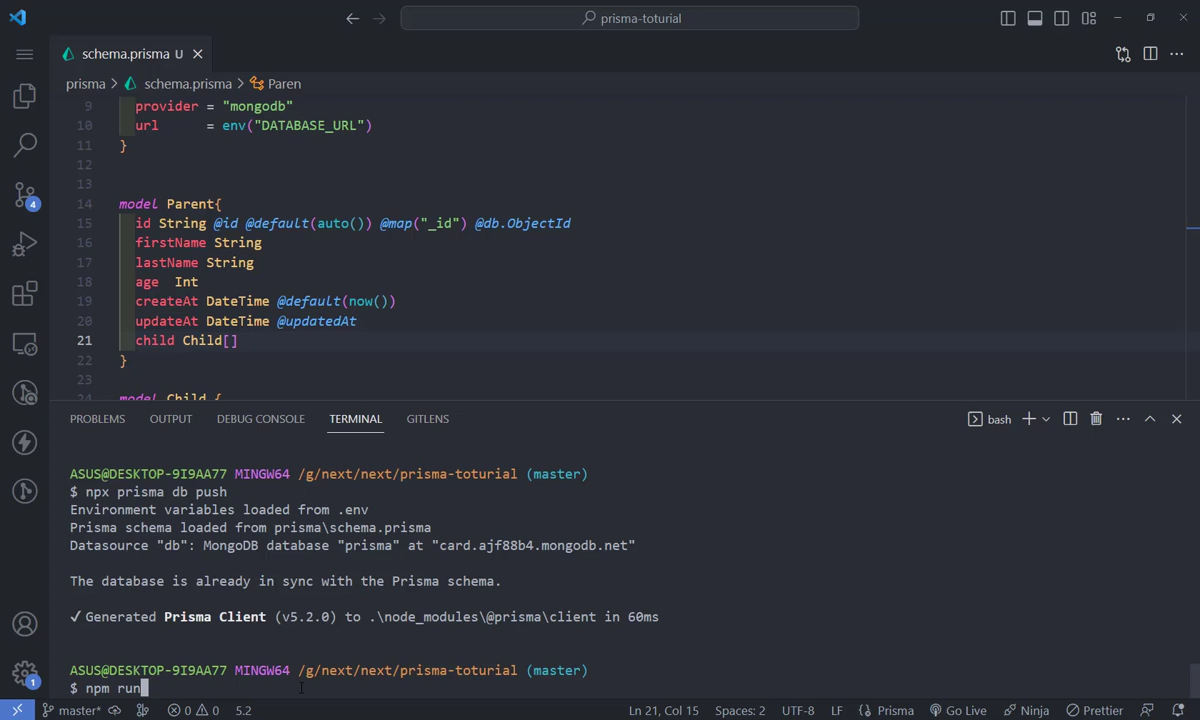 prisma-toturial
schema.prisma U
prisma > schema.prisma > Paren
9 provider = "mongodb"
10 url = env("DATABASE_URL")
11 }
12
13
14 model Parent{
15 id String @id @default(auto()) @map("_id") @db.ObjectId
16 firstName String
17 lastName String
18 age Int
19 createAt DateTime @default(now())
20 updateAt DateTime @updatedAt
21 child Child[]
22 }
23
24 model Child {
4
PROBLEMS OUTPUT DEBUG CONSOLE TERMINAL GITLENS
bash
ASUS@DESKTOP-9I9AA77 MINGW64 /g/next/next/prisma-toturial (master)
$ npx prisma db push
Environment variables loaded from .env
Prisma schema loaded from prisma\schema.prisma
Datasource "db": MongoDB database "prisma" at "card.ajf88b4.mongodb.net"
The database is already in sync with the Prisma schema.
✓ Generated Prisma Client (v5.2.0) to .\node_modules\@prisma\client in 60ms
ASUS@DESKTOP-9I9AA77 MINGW64 /g/next/next/prisma-toturial (master)
$ npm run
1
master* 0 0 5.2 Ln 21, Col 15 Spaces: 2 UTF-8 LF {} Prisma Go Live Ninja Prettier